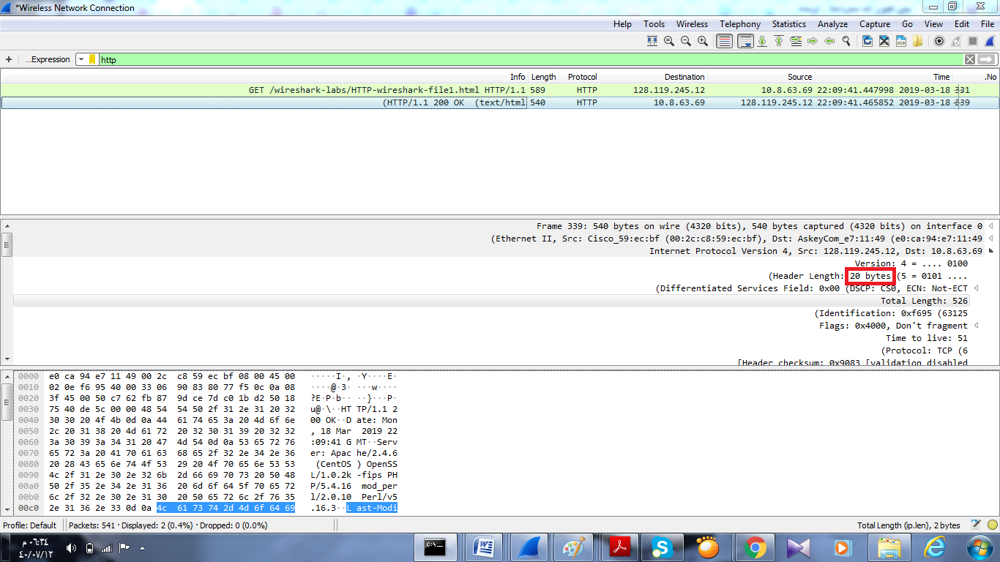 *Wireless Network Connection
Help Tools Wireless Telephony Statistics Analyze Capture Go View Edit File
+ ...Expression http
Info Length Protocol Destination Source Time .No
GET /wireshark-labs/HTTP-wireshark-file1.html HTTP/1.1 589 HTTP 128.119.245.12 10.8.63.69 22:09:41.447998 2019-03-18 331
(HTTP/1.1 200 OK (text/html 540 HTTP 10.8.63.69 128.119.245.12 22:09:41.465852 2019-03-18 339
Frame 339: 540 bytes on wire (4320 bits), 540 bytes captured (4320 bits) on interface 0
(Ethernet II, Src: Cisco_59:ec:bf (00:2c:c8:59:ec:bf), Dst: AskeyCom_e7:11:49 (e0:ca:94:e7:11:49
Internet Protocol Version 4, Src: 128.119.245.12, Dst: 10.8.63.69
Version: 4 = .... 0100
(Header Length: 20 bytes (5 = 0101 ....
(Differentiated Services Field: 0x00 (DSCP: CS0, ECN: Not-ECT
Total Length: 526
(Identification: 0xf695 (63125
Flags: 0x4000, Don't fragment
Time to live: 51
(Protocol: TCP (6
[Header checksum: 0x9083 [validation disabled
0000 e0 ca 94 e7 11 49 00 2c c8 59 ec bf 08 00 45 00 ·····I·, ·Y····E·
0010 02 0e f6 95 40 00 33 06 90 83 80 77 f5 0c 0a 08 ····@·3· ···w····
0020 3f 45 00 50 c7 62 fb 87 9d ce 7d c0 1b d2 50 18 ?E·P·b·· ··}···P·
0030 75 40 de 5c 00 00 48 54 54 50 2f 31 2e 31 20 32 u@·\··HT TP/1.1 2
0040 30 30 20 4f 4b 0d 0a 44 61 74 65 3a 20 4d 6f 6e 00 OK··D ate: Mon
0050 2c 20 31 38 20 4d 61 72 20 32 30 31 39 20 32 32 , 18 Mar 2019 22
0060 3a 30 39 3a 34 31 20 47 4d 54 0d 0a 53 65 72 76 :09:41 G MT··Serv
0070 65 72 3a 20 41 70 61 63 68 65 2f 32 2e 34 2e 36 er: Apac he/2.4.6
0080 20 28 43 65 6e 74 4f 53 29 20 4f 70 65 6e 53 53 (CentOS ) OpenSS
0090 4c 2f 31 2e 30 2e 32 6b 2d 66 69 70 73 20 50 48 L/1.0.2k -fips PH
00a0 50 2f 35 2e 34 2e 31 36 20 6d 6f 64 5f 70 65 72 P/5.4.16 mod_per
00b0 6c 2f 32 2e 30 2e 31 30 20 50 65 72 6c 2f 76 35 l/2.0.10 Perl/v5
00c0 2e 31 36 2e 33 0d 0a 4c 61 73 74 2d 4d 6f 64 69 .16.3··L ast-Modi
Profile: Default Packets: 541 · Displayed: 2 (0.4%) · Dropped: 0 (0.0%) Total Length (ip.len), 2 bytes
٠٦:٣٤ م
٤٠/٠٧/١٢